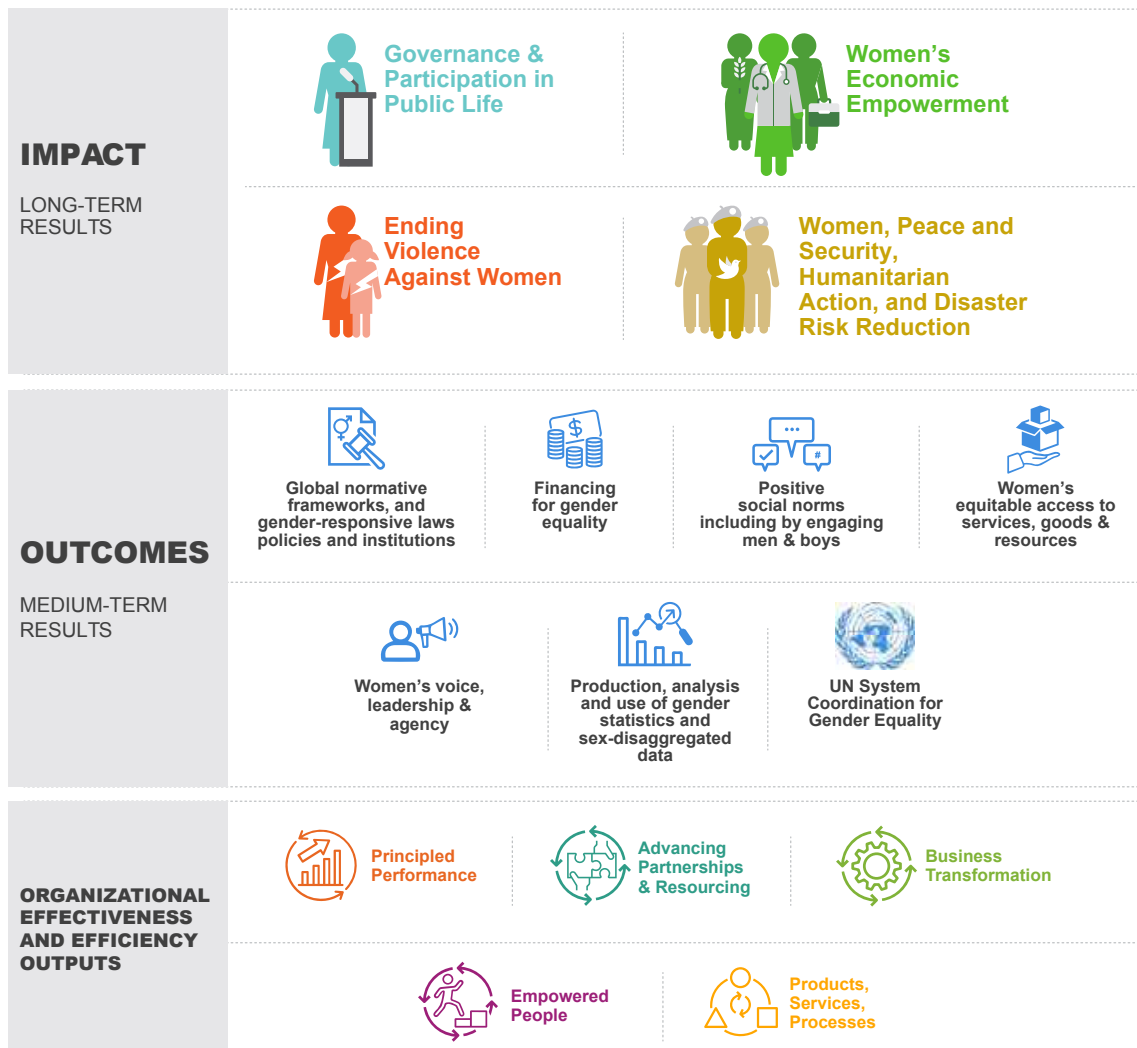 IMPACT
LONG-TERM
RESULTS
Governance &
Participation in
Public Life
Women's
Economic
Empowerment
Ending
Violence
Against Women
Women, Peace and
Security,
Humanitarian
Action, and Disaster
Risk Reduction
OUTCOMES
MEDIUM-TERM
RESULTS
$
...
#
Global normative
frameworks, and
gender-responsive laws
policies and institutions
Financing
for gender
equality
Positive
social norms
including by engaging
men & boys
Women's
equitable access to
services, goods &
resources
Women's voice,
leadership &
agency
Production, analysis
and use of gender
statistics and
sex-disaggregated
data
UN System
Coordination for
Gender Equality
ORGANIZATIONAL
EFFECTIVENESS
AND EFFICIENCY
OUTPUTS
Principled
Performance
Advancing
Partnerships
& Resourcing
Business
Transformation
Empowered
People
Products,
Services,
Processes